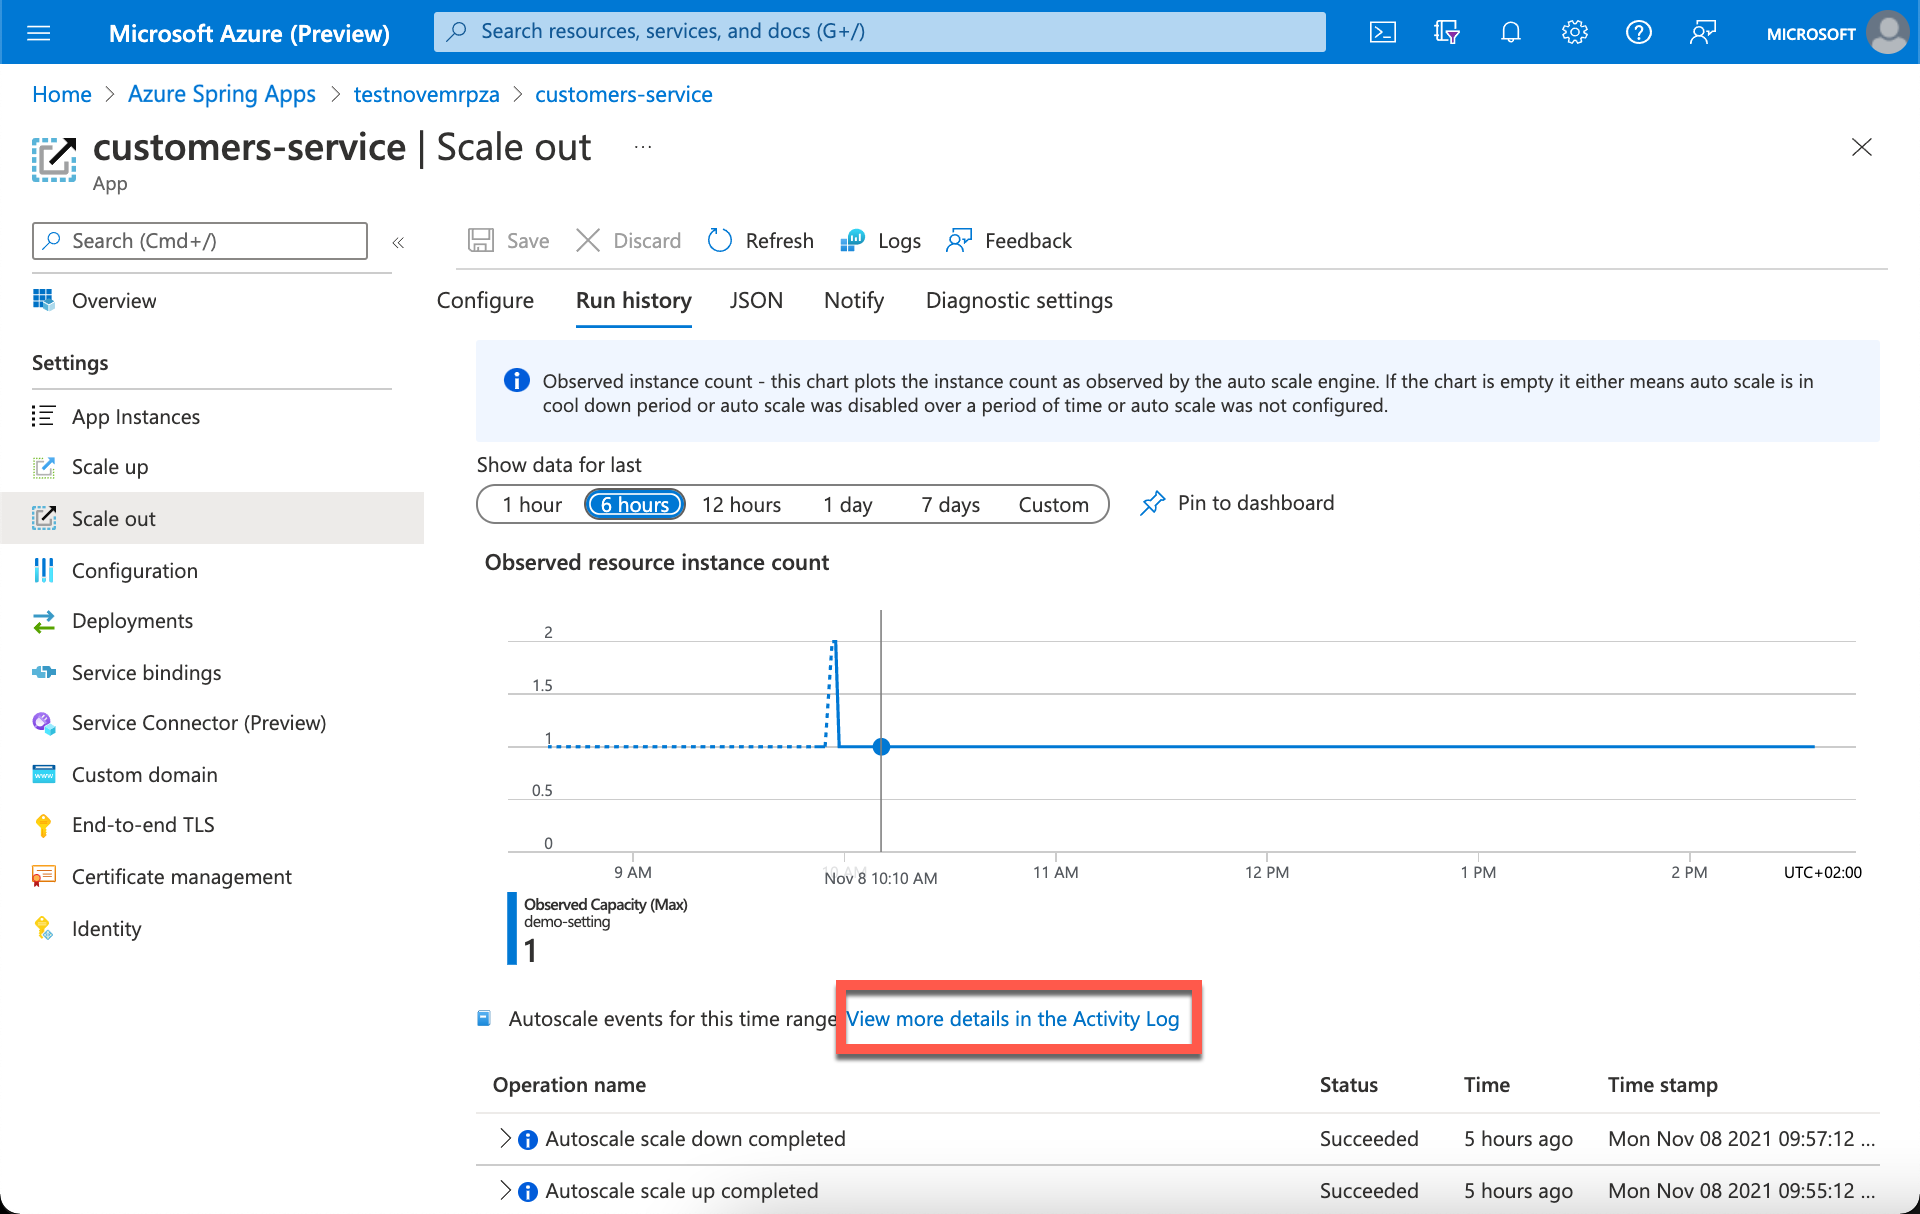 Microsoft Azure (Preview)
Search resources, services, and docs (G+/)
MICROSOFT
Home > Azure Spring Apps > testnovemrpza > customers-service
customers-service | Scale out ...
App
Search (Cmd+/)
«
Overview
Settings
App Instances
Scale up
Scale out
Configuration
Deployments
Service bindings
Service Connector (Preview)
Custom domain
End-to-end TLS
Certificate management
Identity
Save Discard Refresh Logs Feedback
Configure Run history JSON Notify Diagnostic settings
Observed instance count - this chart plots the instance count as observed by the auto scale engine. If the chart is empty it either means auto scale is in
cool down period or auto scale was disabled over a period of time or auto scale was not configured.
Show data for last
1 hour 6 hours 12 hours 1 day 7 days Custom Pin to dashboard
Observed resource instance count
2
1.5
1
0.5
0
9 AM 10 AM 11 AM 12 PM 1 PM 2 PM UTC+02:00
Nov 8 10:10 AM
Observed Capacity (Max)
demo-setting
1
Autoscale events for this time range View more details in the Activity Log
Operation name Status Time Time stamp
Autoscale scale down completed Succeeded 5 hours ago Mon Nov 08 2021 09:57:12 ...
Autoscale scale up completed Succeeded 5 hours ago Mon Nov 08 2021 09:55:12 ...